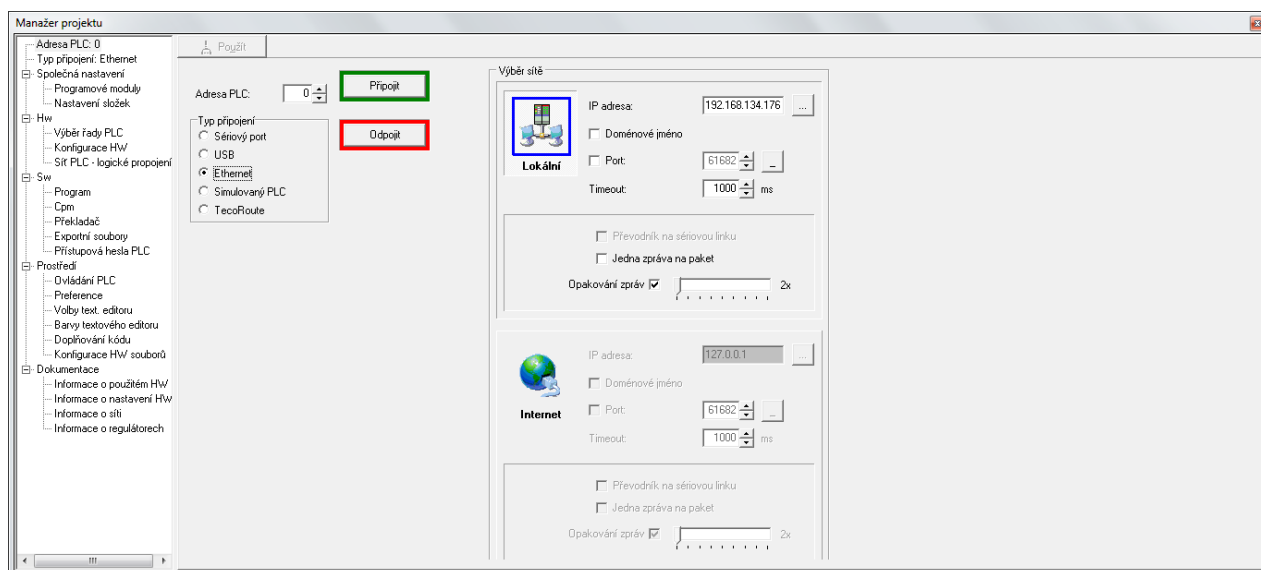 Manažer projektu
Adresa PLC: 0
Typ připojení: Ethernet
Společná nastavení
Programové moduly
Nastavení složek
Hw
Výběr řady PLC
Konfigurace HW
Síť PLC - logické propojení
Sw
Program
Cpm
Překladač
Exportní soubory
Přístupová hesla PLC
Prostředí
Ovládání PLC
Preference
Volby text. editoru
Barvy textového editoru
Doplňování kódu
Konfigurace HW souborů
Dokumentace
Informace o použitém HW
Informace o nastavení HW
Informace o síti
Informace o regulátorech
Použít
Adresa PLC: 0
Připojit
Odpojit
Typ připojení
Sériový port
USB
Ethernet
Simulovaný PLC
TecoRoute
Výběr sítě
Lokální
IP adresa: 192.168.134.176 ...
Doménové jméno
Port: 61682 _
Timeout: 1000 ms
Převodník na sériovou linku
Jedna zpráva na paket
Opakování zpráv 2x
Internet
IP adresa: 127.0.0.1 ...
Doménové jméno
Port: 61682 _
Timeout: 1000 ms
Převodník na sériovou linku
Jedna zpráva na paket
Opakování zpráv 2x